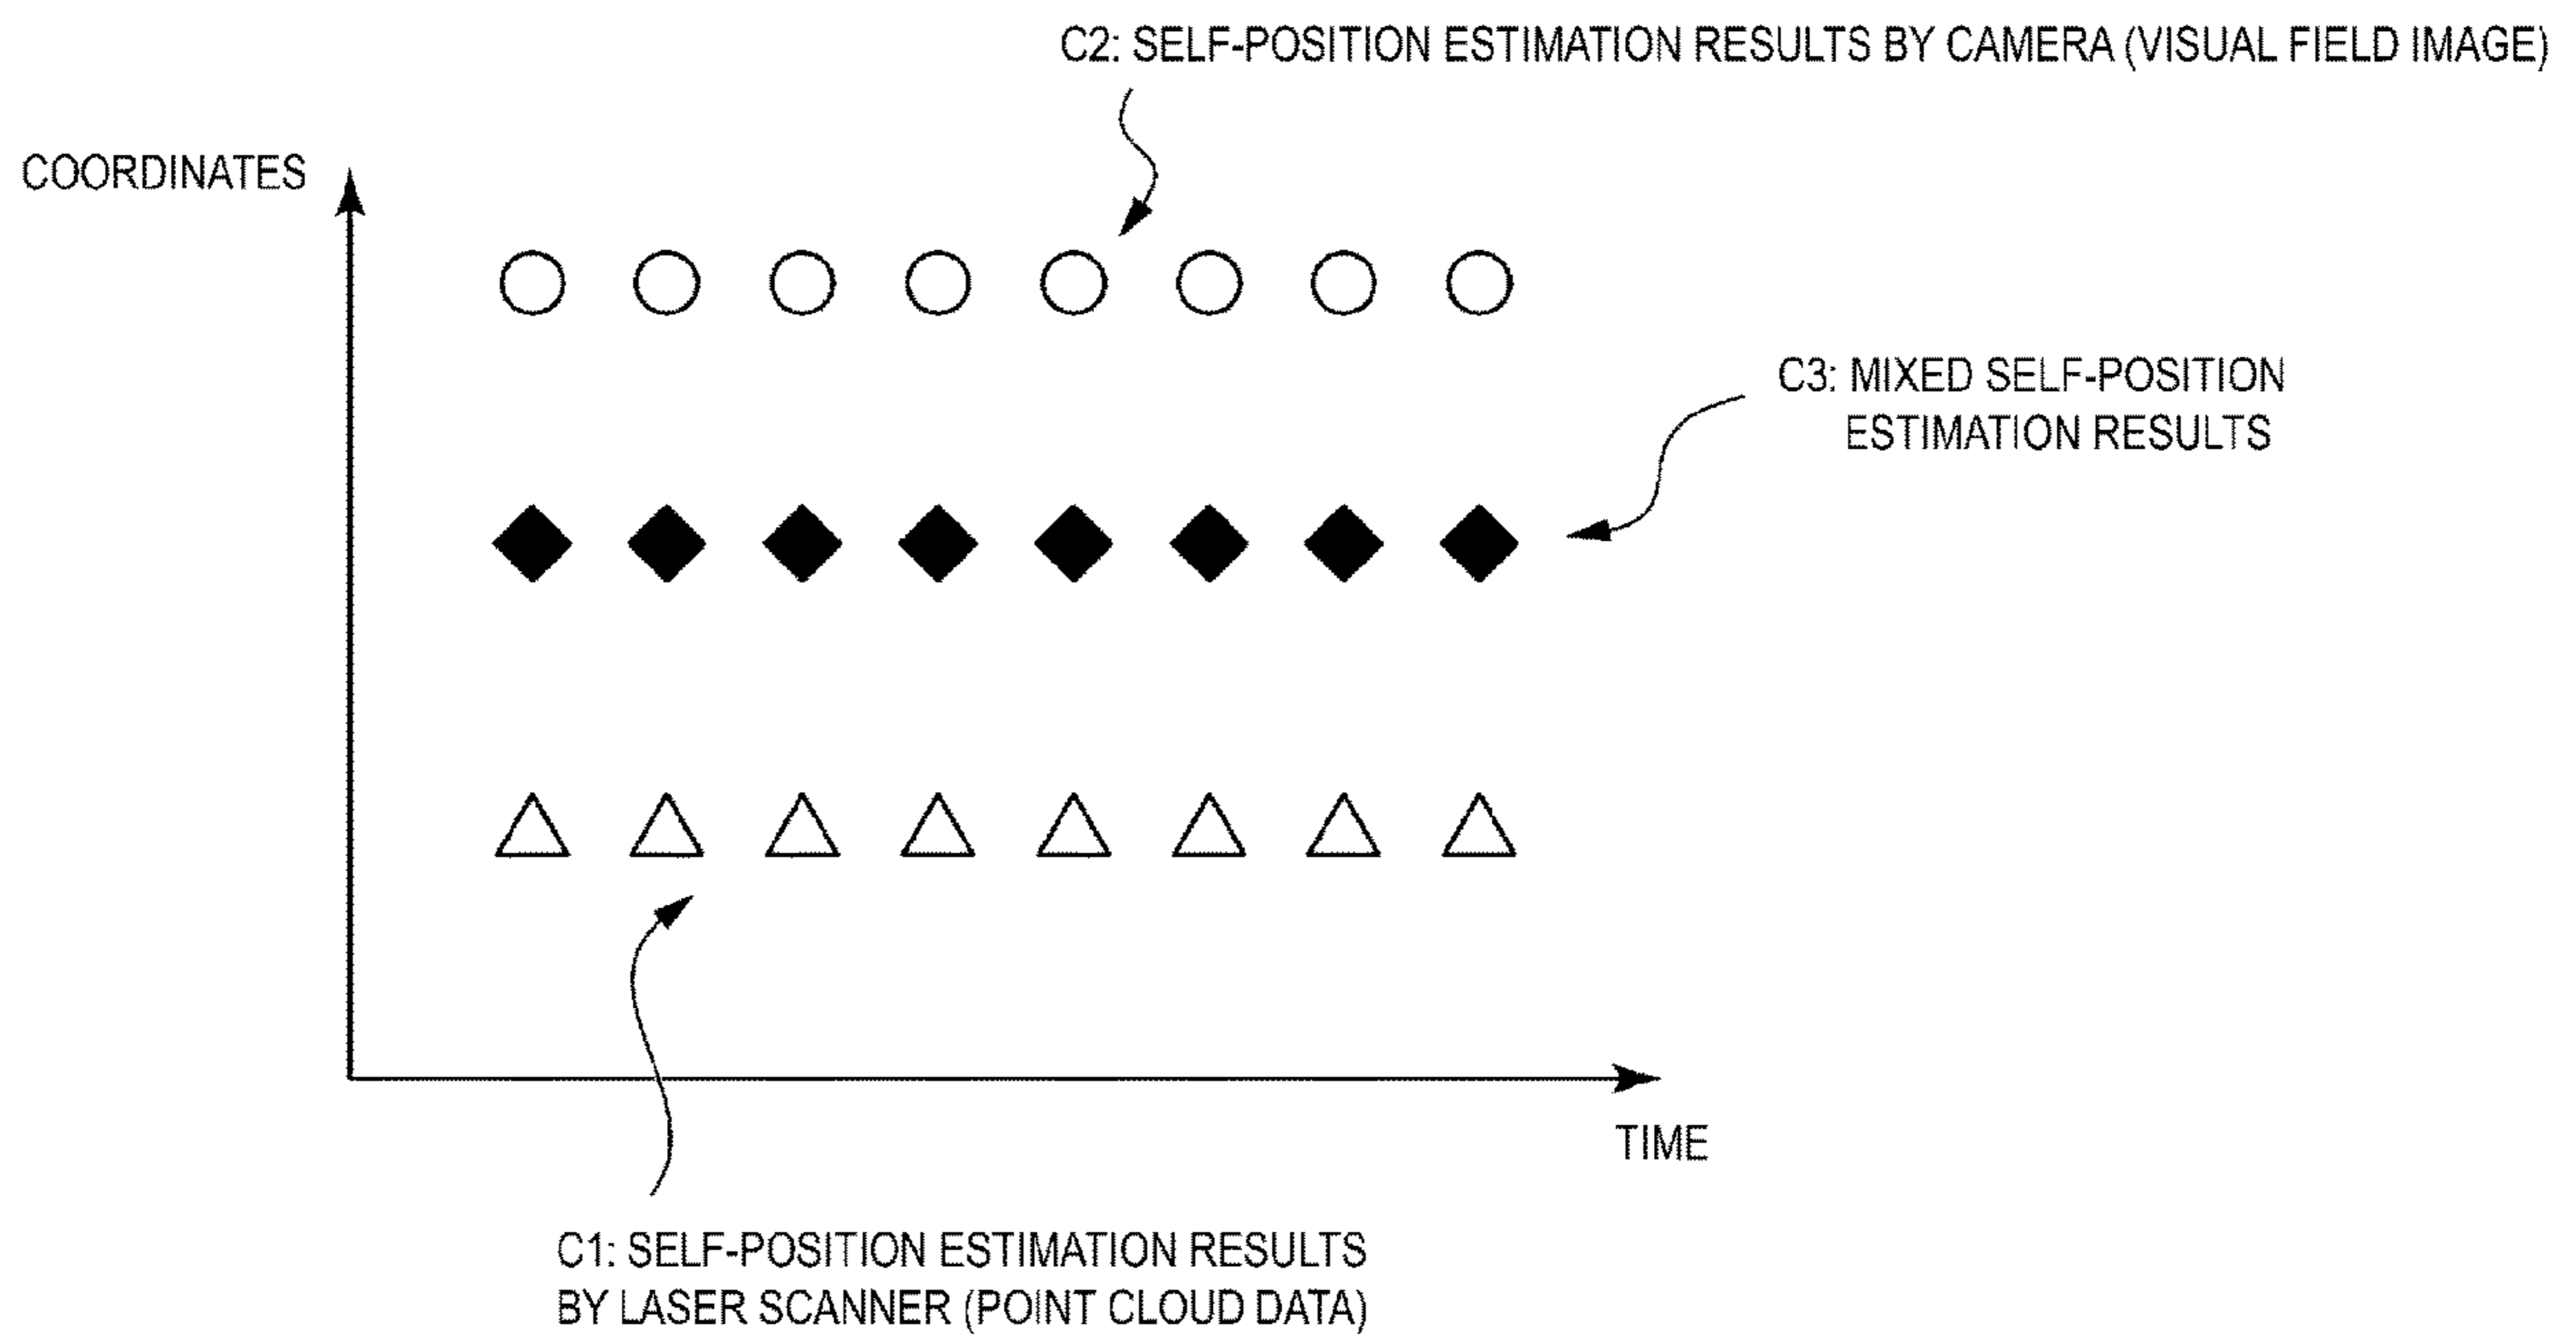 C2: SELF-POSITION ESTIMATION RESULTS BY CAMERA (VISUAL FIELD IMAGE)
COORDINATES
C3: MIXED SELF-POSITION
ESTIMATION RESULTS
TIME
C1: SELF-POSITION ESTIMATION RESULTS
BY LASER SCANNER (POINT CLOUD DATA)